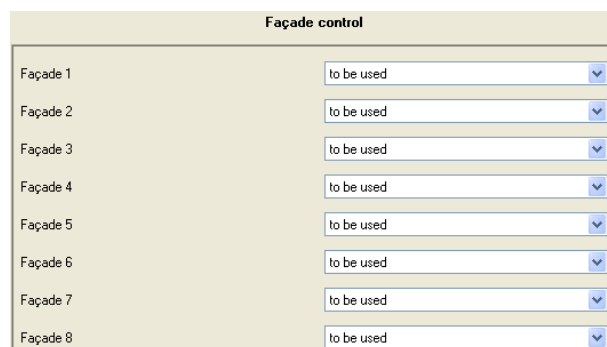 Façade control
Façade 1 to be used
Façade 2 to be used
Façade 3 to be used
Façade 4 to be used
Façade 5 to be used
Façade 6 to be used
Façade 7 to be used
Façade 8 to be used